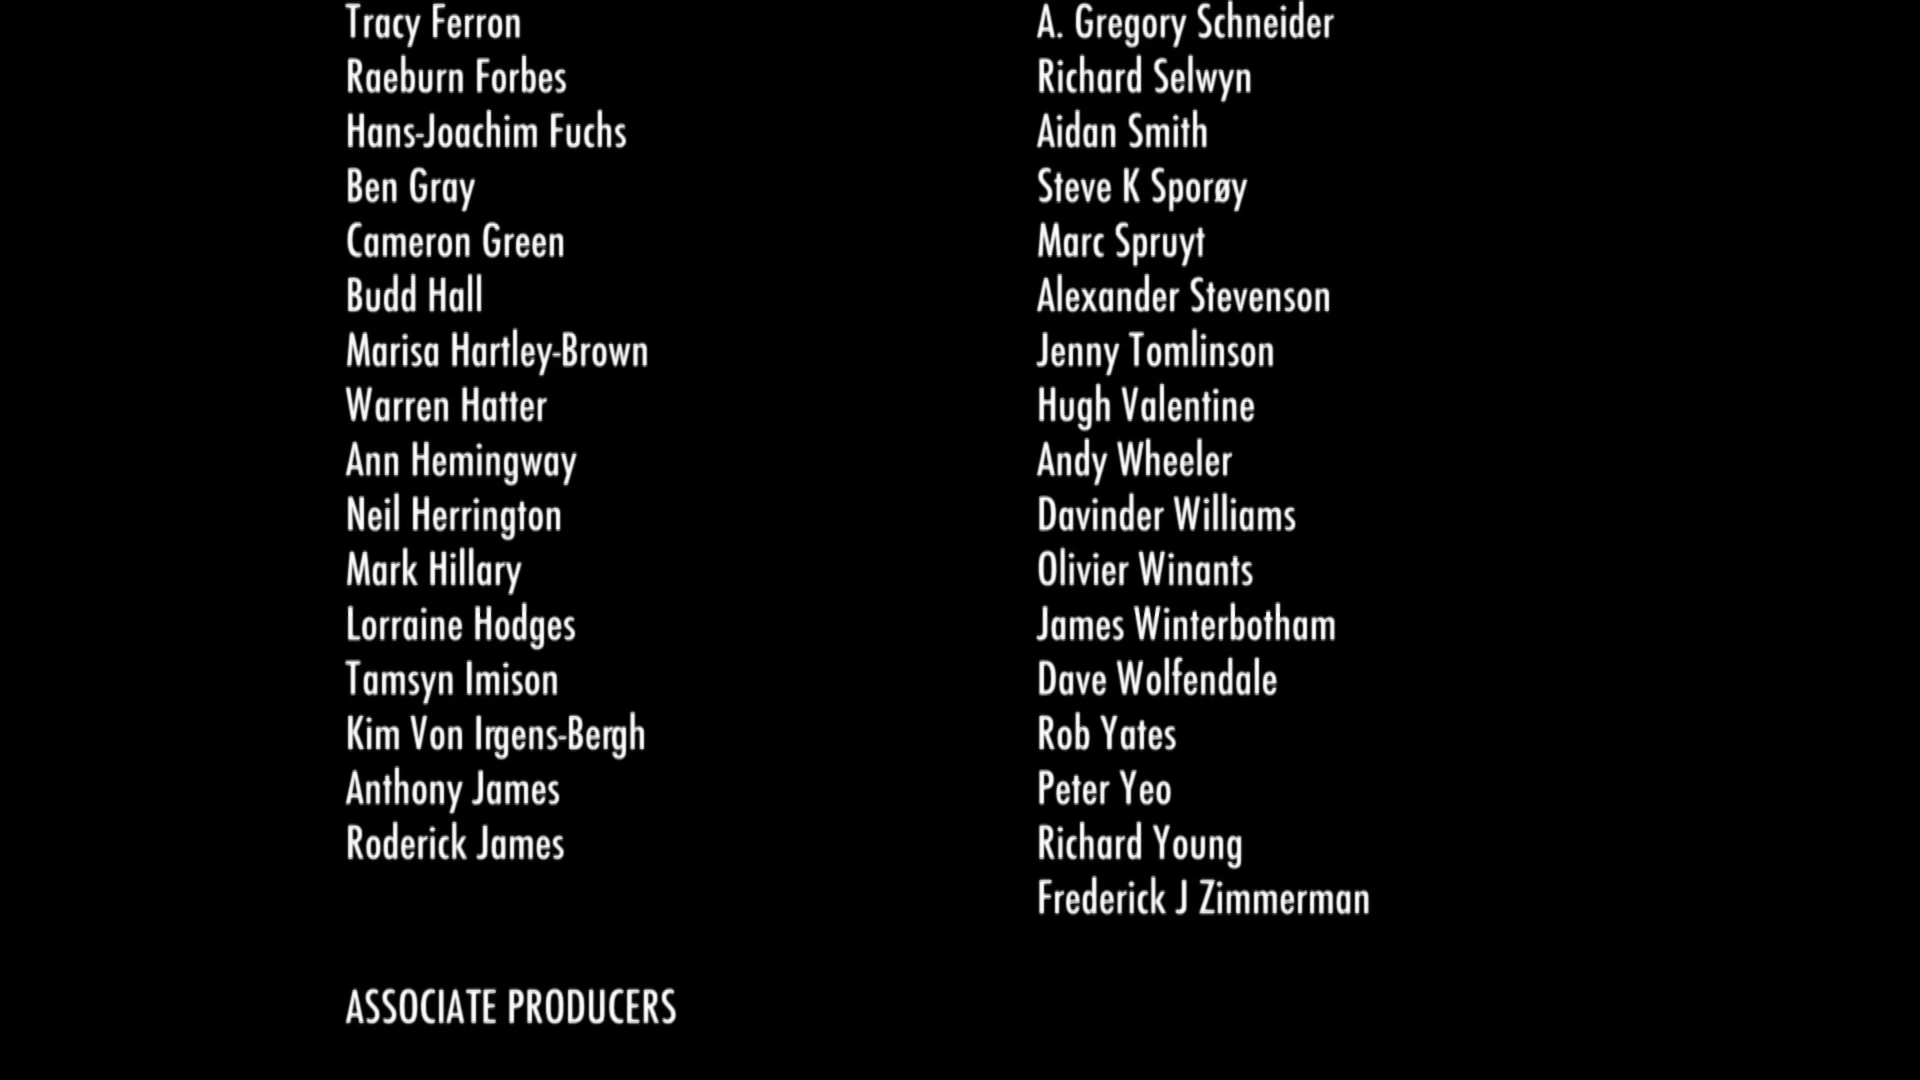 Tracy Ferron
Raeburn Forbes
Hans-Joachim Fuchs
Ben Gray
Cameron Green
Budd Hall
Marisa Hartley-Brown
Warren Hatter
Ann Hemingway
Neil Herrington
Mark Hillary
Lorraine Hodges
Tamsyn Imison
Kim Von Irgens-Bergh
Anthony James
Roderick James
A. Gregory Schneider
Richard Selwyn
Aidan Smith
Steve K Sporøy
Marc Spruyt
Alexander Stevenson
Jenny Tomlinson
Hugh Valentine
Andy Wheeler
Davinder Williams
Olivier Winants
James Winterbotham
Dave Wolfendale
Rob Yates
Peter Yeo
Richard Young
Frederick J Zimmerman
ASSOCIATE PRODUCERS